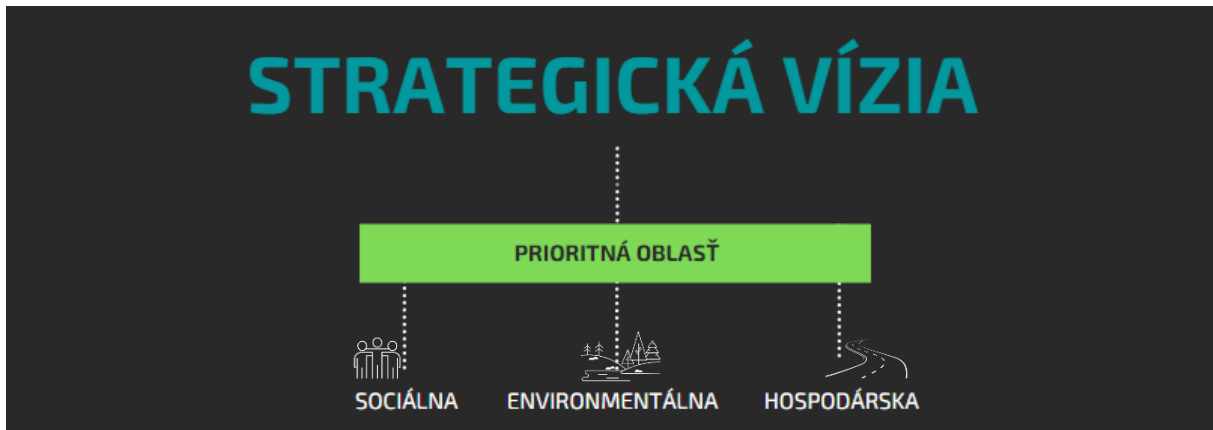 STRATEGICKÁ VÍZIA
PRIORITNÁ OBLASŤ
SOCIÁLNA ENVIRONMENTÁLNA HOSPODÁRSKA